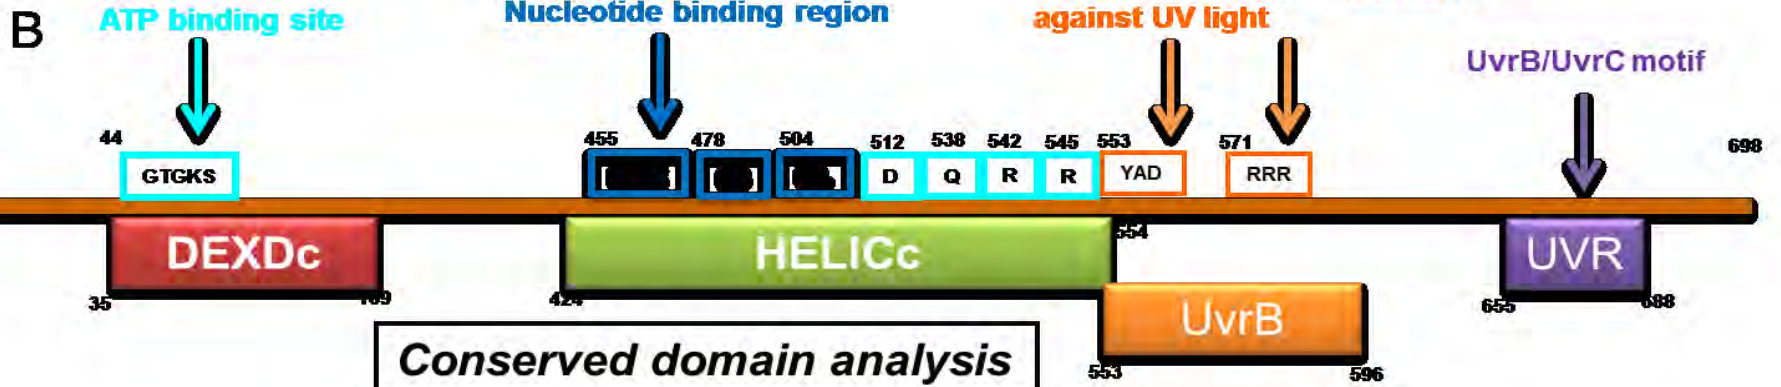 B
ATP binding site
Nucleotide binding region
against UV light
UvrB/UvrC motif
44
455
478
504
512
538
542
545
553
571
698
GTGKS
D
Q
R
R
YAD
RRR
DEXDc
HELICc
554
UVR
35
424
655
688
UvrB
Conserved domain analysis
553
596